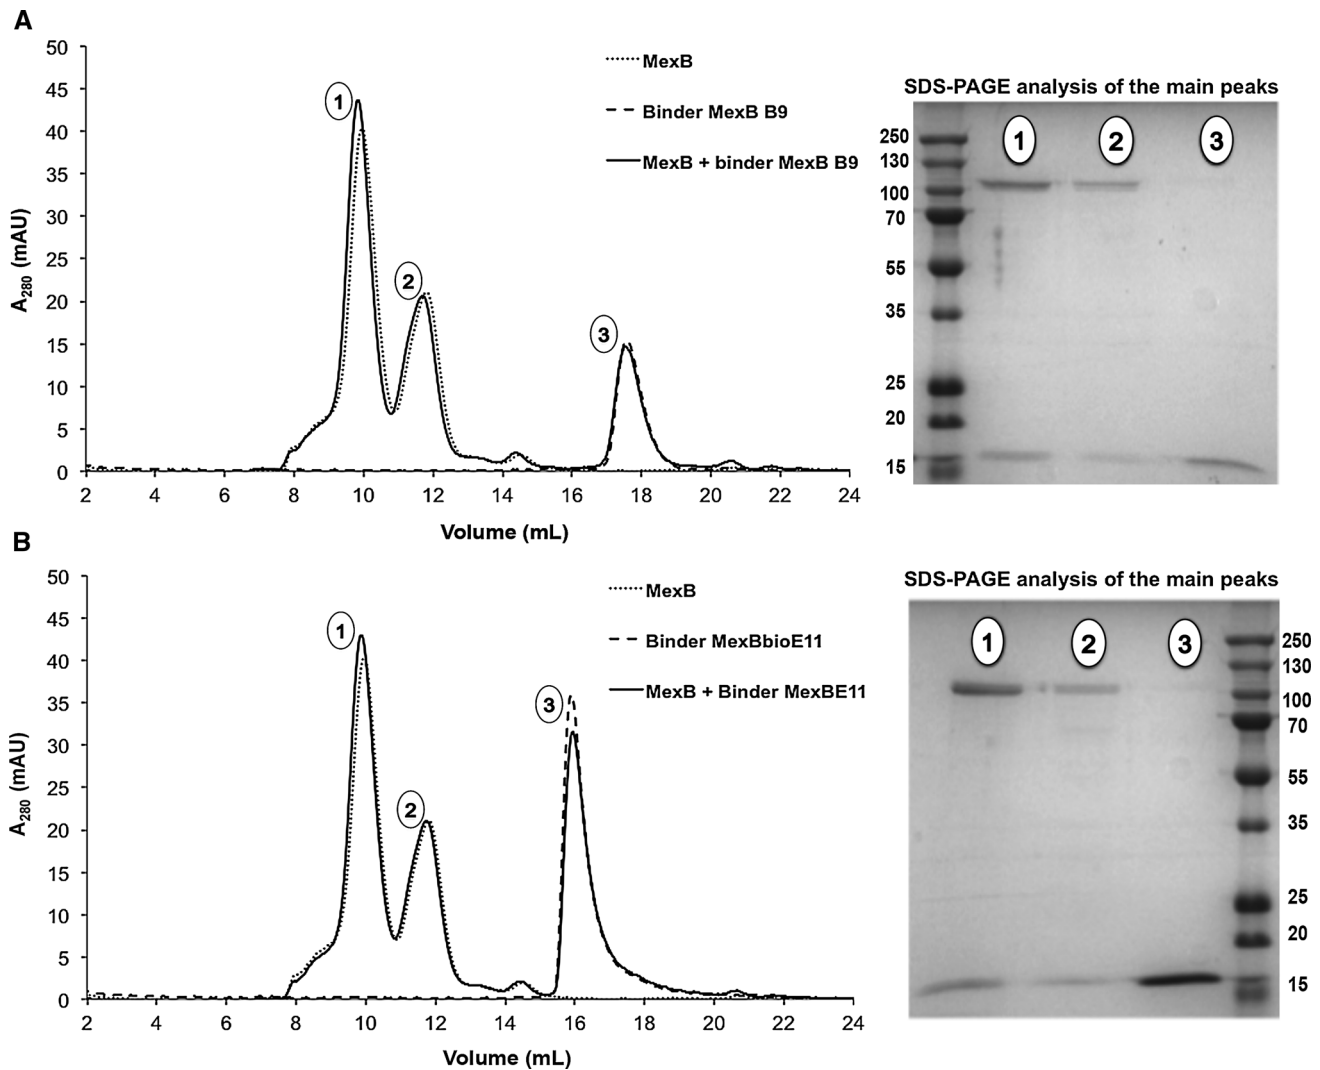 A
50
45
40
35
30
25
20
15
10
5
0
A280 (mAU)
2 4 6 8 10 12 14 16 18 20 22 24
Volume (mL)
1
2
3
MexB
Binder MexB B9
MexB + binder MexB B9
SDS-PAGE analysis of the main peaks
1 2 3
250
130
100
70
55
35
25
20
15
B
50
45
40
35
30
25
20
15
10
5
0
A280 (mAU)
2 4 6 8 10 12 14 16 18 20 22 24
Volume (mL)
1
2
3
MexB
Binder MexBbioE11
MexB + Binder MexBE11
SDS-PAGE analysis of the main peaks
1 2 3
250
130
100
70
55
35
25
20
15